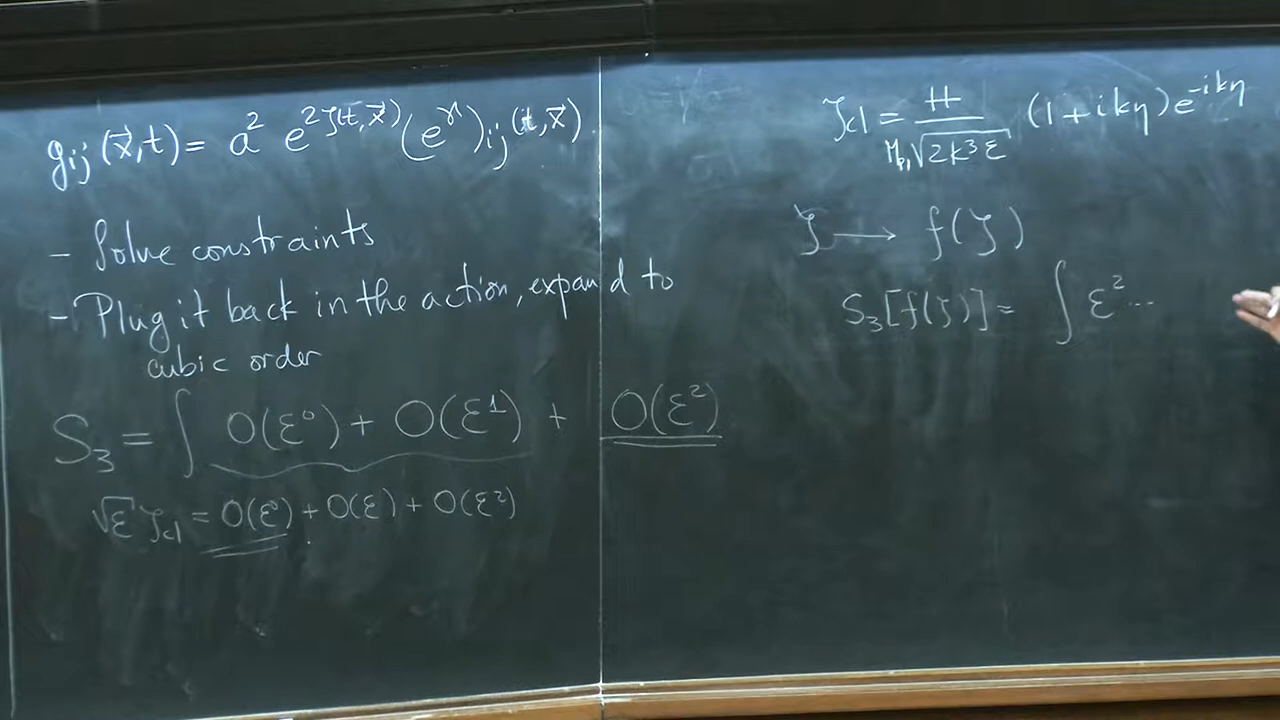 gij(x⃗,t) = a² e^{2ζ(t,x⃗)} (e^γ)ij (t,x⃗)
- Solve constraints
- Plug it back in the action, expand to
cubic order
S₃ = ∫ O(ε⁰) + O(ε¹) + O(ε²)
√ε ζcl = O(ε⁰) + O(ε) + O(ε²)
ζcl = H / (Mpl √(2k³ε)) (1+ikη)e^{-ikη}
ζ → f(ζ)
S₃[f(ζ)] = ∫ ε² ...